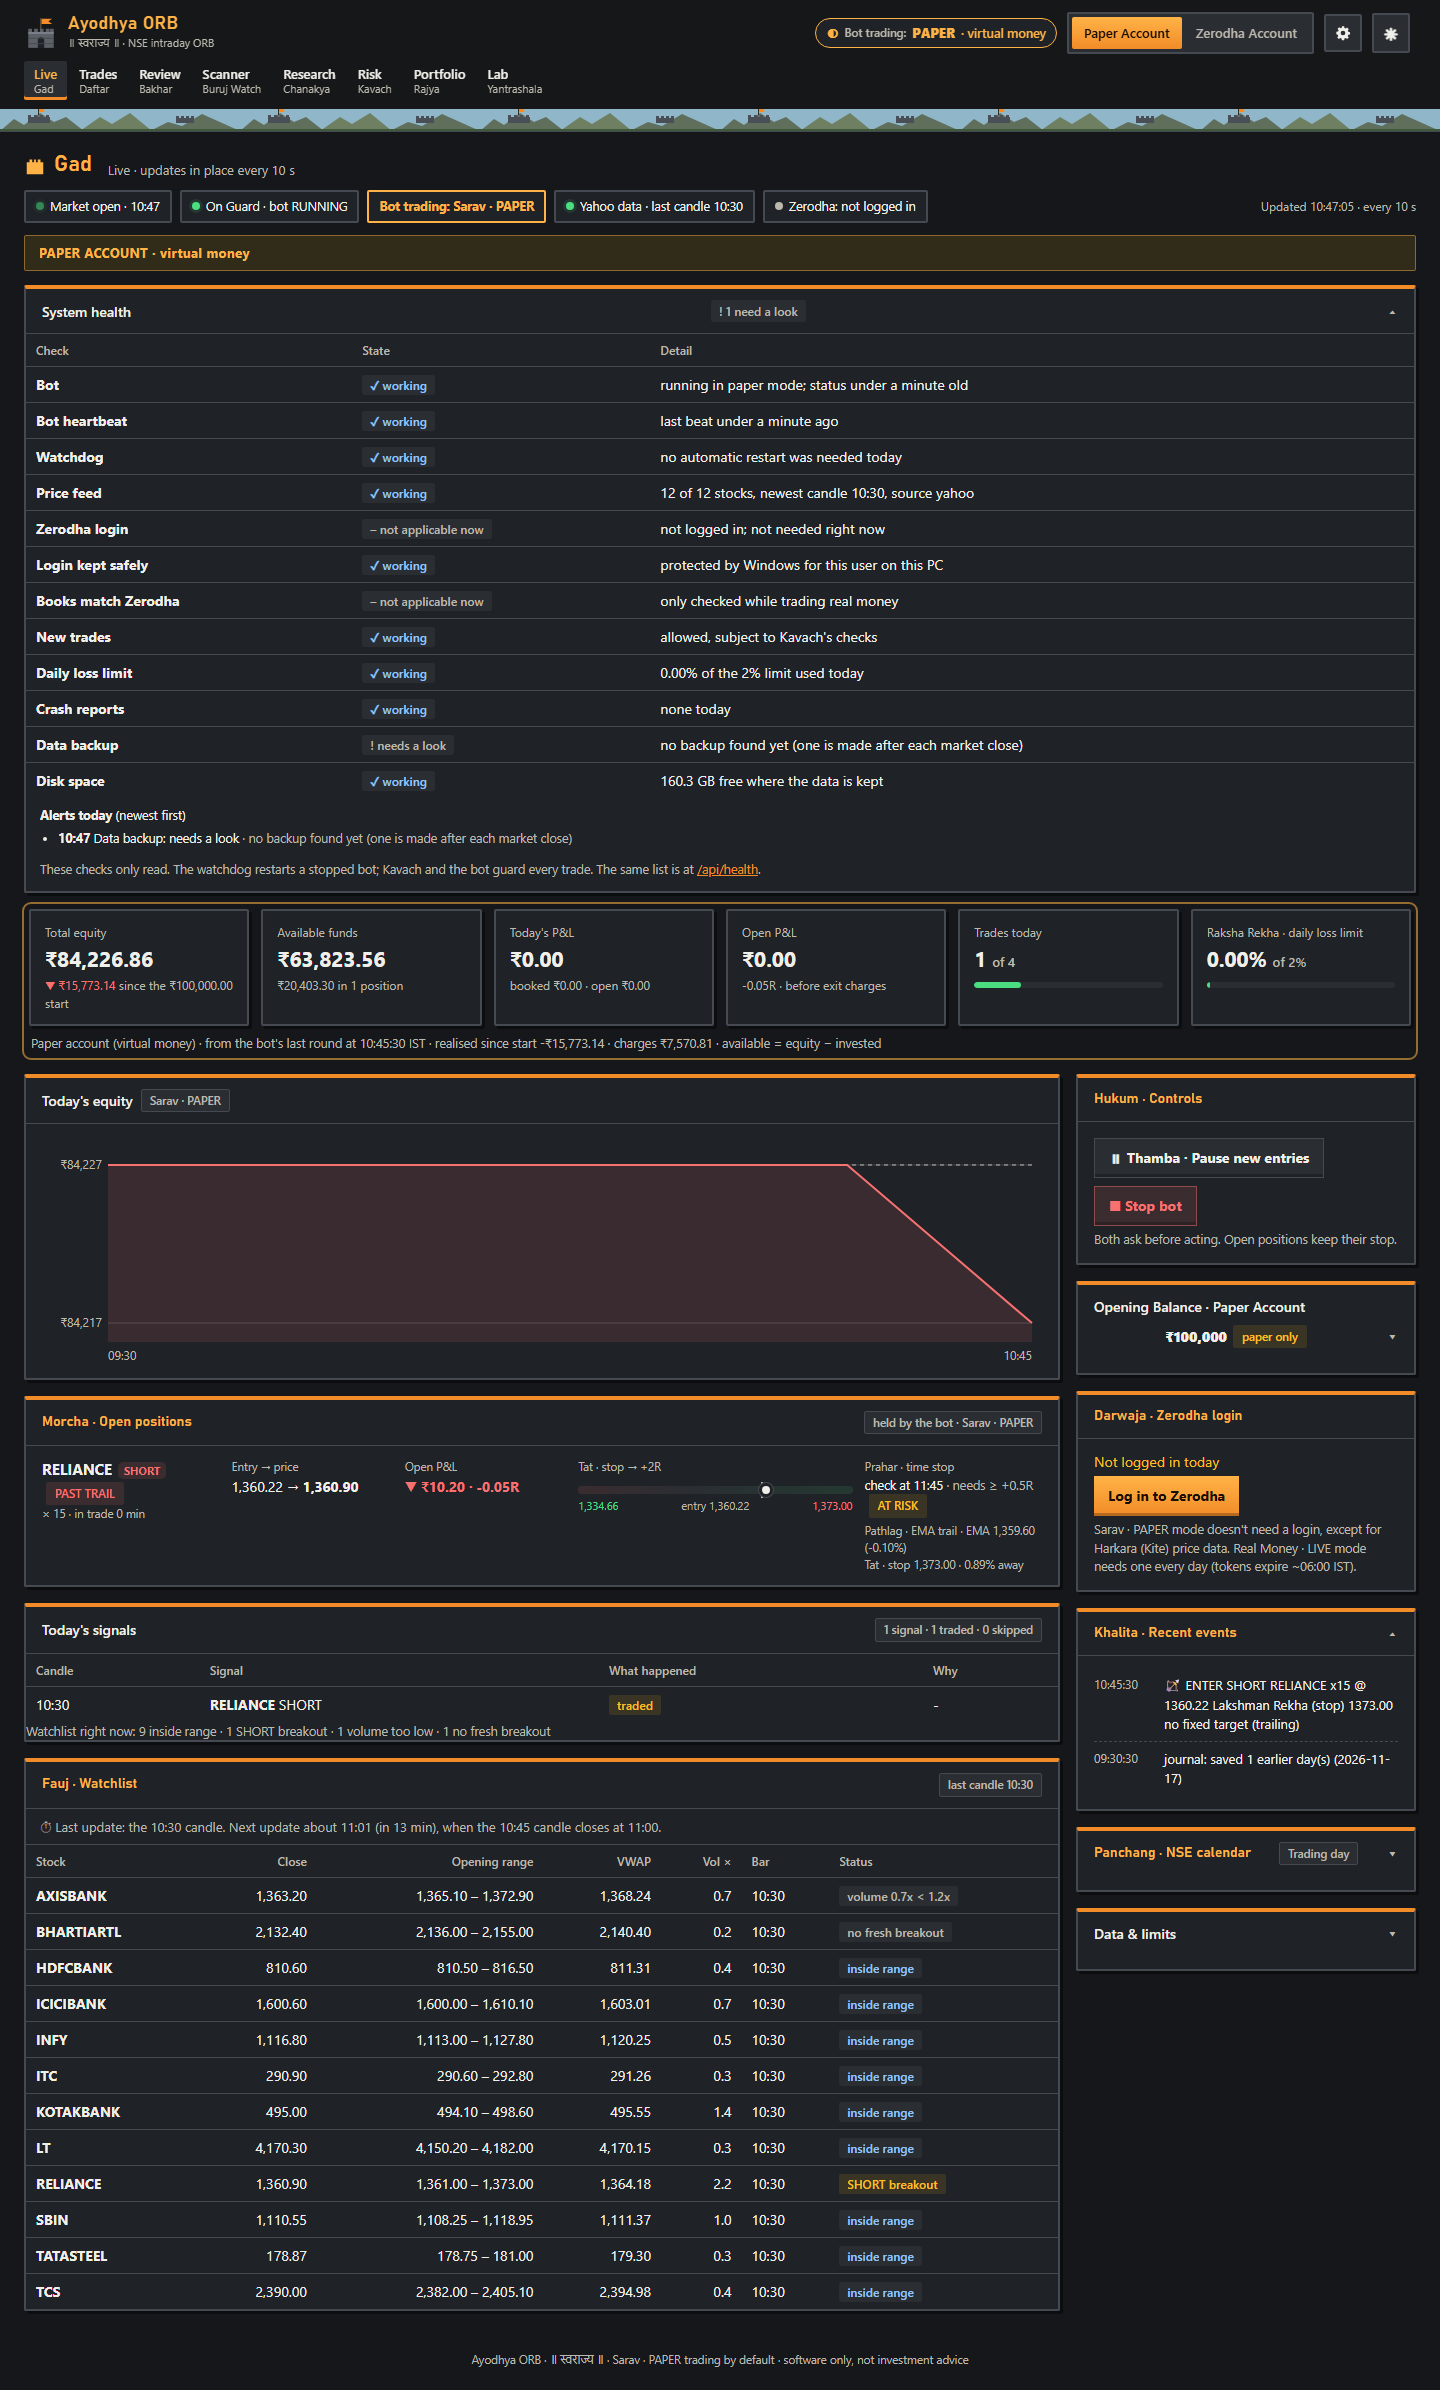 Ayodhya ORB
॥ स्वराज्य ॥ · NSE intraday ORB
Bot trading: PAPER · virtual money
Paper Account
Zerodha Account
Live
Gad
Trades
Daftar
Review
Bakhar
Scanner
Buruj Watch
Research
Chanakya
Risk
Kavach
Portfolio
Rajya
Lab
Yantrashala
Gad
Live · updates in place every 10 s
Market open · 10:47
On Guard · bot RUNNING
Bot trading: Sarav · PAPER
Yahoo data · last candle 10:30
Zerodha: not logged in
Updated 10:47:05 · every 10 s
PAPER ACCOUNT · virtual money
System health
! 1 need a look
Check State Detail
Bot ✓ working running in paper mode; status under a minute old
Bot heartbeat ✓ working last beat under a minute ago
Watchdog ✓ working no automatic restart was needed today
Price feed ✓ working 12 of 12 stocks, newest candle 10:30, source yahoo
Zerodha login – not applicable now not logged in; not needed right now
Login kept safely ✓ working protected by Windows for this user on this PC
Books match Zerodha – not applicable now only checked while trading real money
New trades ✓ working allowed, subject to Kavach's checks
Daily loss limit ✓ working 0.00% of the 2% limit used today
Crash reports ✓ working none today
Data backup ! needs a look no backup found yet (one is made after each market close)
Disk space ✓ working 160.3 GB free where the data is kept
Alerts today (newest first)
• 10:47 Data backup: needs a look · no backup found yet (one is made after each market close)
These checks only read. The watchdog restarts a stopped bot; Kavach and the bot guard every trade. The same list is at /api/health.
Total equity
₹84,226.86
▼ ₹15,773.14 since the ₹100,000.00
start
Available funds
₹63,823.56
₹20,403.30 in 1 position
Today's P&L
₹0.00
booked ₹0.00 · open ₹0.00
Open P&L
₹0.00
-0.05R · before exit charges
Trades today
1 of 4
Raksha Rekha · daily loss limit
0.00% of 2%
Paper account (virtual money) · from the bot's last round at 10:45:30 IST · realised since start -₹15,773.14 · charges ₹7,570.81 · available = equity − invested
Today's equity
Sarav · PAPER
₹84,227
₹84,217
09:30
10:45
Morcha · Open positions
held by the bot · Sarav · PAPER
RELIANCE SHORT
PAST TRAIL
× 15 · in trade 0 min
Entry → price
1,360.22 → 1,360.90
Open P&L
▼ ₹10.20 · -0.05R
Tat · stop → +2R
1,334.66 entry 1,360.22 1,373.00
Prahar · time stop
check at 11:45 · needs ≥ +0.5R
AT RISK
Pathlag · EMA trail · EMA 1,359.60
(-0.10%)
Tat · stop 1,373.00 · 0.89% away
Today's signals
1 signal · 1 traded · 0 skipped
Candle Signal What happened Why
10:30 RELIANCE SHORT traded -
Watchlist right now: 9 inside range · 1 SHORT breakout · 1 volume too low · 1 no fresh breakout
Fauj · Watchlist
last candle 10:30
⏱ Last update: the 10:30 candle. Next update about 11:01 (in 13 min), when the 10:45 candle closes at 11:00.
Stock Close Opening range VWAP Vol × Bar Status
AXISBANK 1,363.20 1,365.10 – 1,372.90 1,368.24 0.7 10:30 volume 0.7x < 1.2x
BHARTIARTL 2,132.40 2,136.00 – 2,155.00 2,140.40 0.2 10:30 no fresh breakout
HDFCBANK 810.60 810.50 – 816.50 811.31 0.4 10:30 inside range
ICICIBANK 1,600.60 1,600.00 – 1,610.10 1,603.01 0.7 10:30 inside range
INFY 1,116.80 1,113.00 – 1,127.80 1,120.25 0.5 10:30 inside range
ITC 290.90 290.60 – 292.80 291.26 0.3 10:30 inside range
KOTAKBANK 495.00 494.10 – 498.60 495.55 1.4 10:30 inside range
LT 4,170.30 4,150.20 – 4,182.00 4,170.15 0.3 10:30 inside range
RELIANCE 1,360.90 1,361.00 – 1,373.00 1,364.18 2.2 10:30 SHORT breakout
SBIN 1,110.55 1,108.25 – 1,118.95 1,111.37 1.0 10:30 inside range
TATASTEEL 178.87 178.75 – 181.00 179.30 0.3 10:30 inside range
TCS 2,390.00 2,382.00 – 2,405.10 2,394.98 0.4 10:30 inside range
Hukum · Controls
⏸ Thamba · Pause new entries
■ Stop bot
Both ask before acting. Open positions keep their stop.
Opening Balance · Paper Account
₹100,000 paper only
Darwaja · Zerodha login
Not logged in today
Log in to Zerodha
Sarav · PAPER mode doesn't need a login, except for
Harkara (Kite) price data. Real Money · LIVE mode
needs one every day (tokens expire ~06:00 IST).
Khalita · Recent events
10:45:30 🏹 ENTER SHORT RELIANCE x15 @
1360.22 Lakshman Rekha (stop) 1373.00
no fixed target (trailing)
09:30:30 journal: saved 1 earlier day(s) (2026-11-
17)
Panchang · NSE calendar
Trading day
Data & limits
Ayodhya ORB · ॥ स्वराज्य ॥ · Sarav · PAPER trading by default · software only, not investment advice